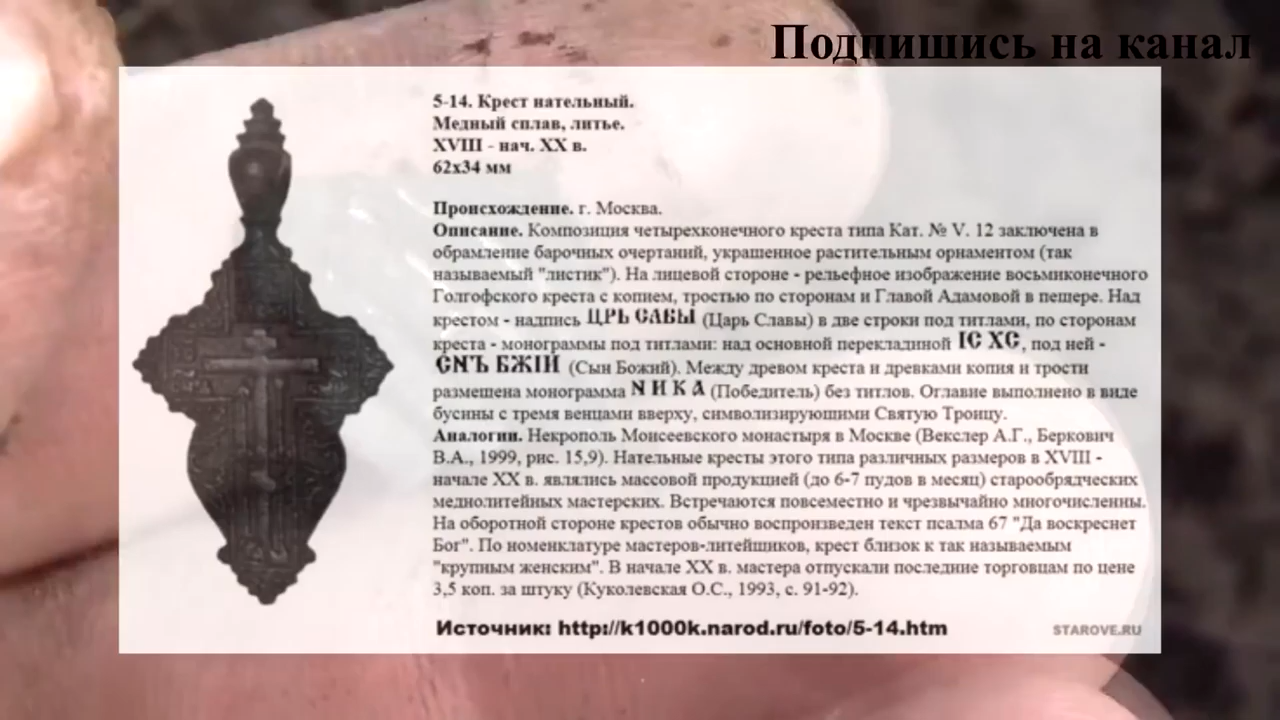 Подпишись на канал
5-14. Крест нательный.
Медный сплав, литье.
XVIII - нач. XX в.
62x34 мм
Происхождение. г. Москва.
Описание. Композиция четырехконечного креста типа Кат. № V. 12 заключена в
обрамление барочных очертаний, украшенное растительным орнаментом (так
называемый "листик"). На лицевой стороне - рельефное изображение восьмиконечного
Голгофского креста с копием, тростью по сторонам и Главой Адамовой в пещере. Над
крестом - надпись ЦРЬ СЛВЫ (Царь Славы) в две строки под титлами, по сторонам
креста - монограммы под титлами: над основной перекладиной IС ХС, под ней -
СNЪ БЖIЙ (Сын Божий). Между древом креста и древками копия и трости
размещена монограмма N И К А (Победитель) без титлов. Оглавие выполнено в виде
бусины с тремя венцами вверху, символизирующими Святую Троицу.
Аналогии. Некрополь Моисеевского монастыря в Москве (Векслер А.Г., Беркович
В.А., 1999, рис. 15,9). Нательные кресты этого типа различных размеров в XVIII -
начале XX в. являлись массовой продукцией (до 6-7 пудов в месяц) старообрядческих
меднолитейных мастерских. Встречаются повсеместно и чрезвычайно многочисленны.
На оборотной стороне крестов обычно воспроизведен текст псалма 67 "Да воскреснет
Бог". По номенклатуре мастеров-литейщиков, крест близок к так называемым
"крупным женским". В начале XX в. мастера отпускали последние торговцам по цене
3,5 коп. за штуку (Куколевская О.С., 1993, с. 91-92).
Источник: http://k1000k.narod.ru/foto/5-14.htm
STAROVE.RU